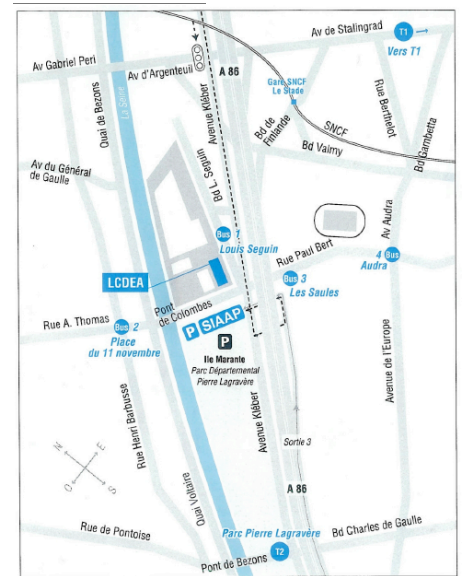 Av de Stalingrad
T1
Vers T1
Av Gabriel Peri
Av d'Argenteuil
A 86
Gare SNCF
Le Stade
Quai de Bezons
La Seine
Avenue Kléber
Bd de
Finlande
SNCF
Rue Berthelot
Bd Valmy
Bd Gambetta
Av du Général
de Gaulle
Bd L. Seguin
Bus 1
Louis Seguin
Av Audra
Rue Paul Bert
4 Bus
Audra
LCDEA
Bus 3
Les Saules
Pont
de Colombes
P SIAAP
Rue A. Thomas
Bus 2
Place
du 11 novembre
P
Ile Marante
Parc Départemental
Pierre Lagravère
Avenue de l'Europe
Rue Henri Barbusse
Avenue Kléber
Sortie 3
N
E
O
S
Quai Voltaire
A 86
Rue de Pontoise
Parc Pierre Lagravère
T2
Bd Charles de Gaulle
Pont de Bezons